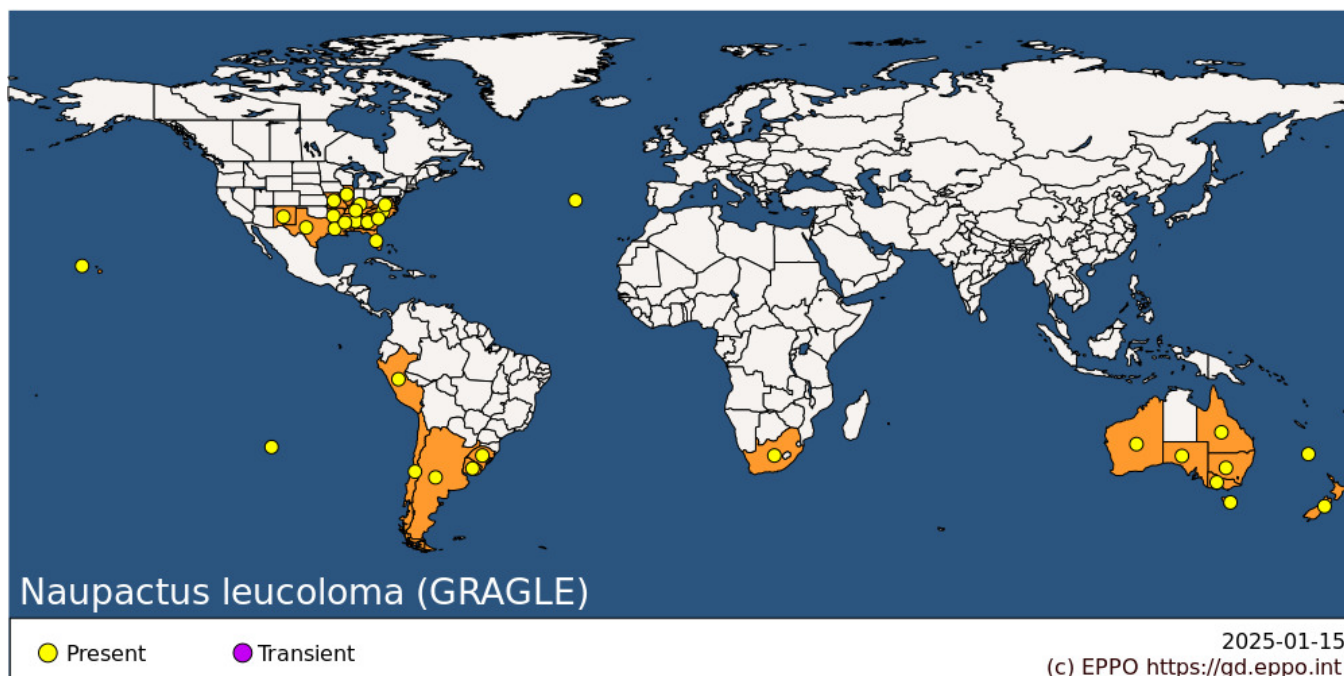 Naupactus leucoloma (GRAGLE)
Present
Transient
2025-01-15
(c) EPPO https://gd.eppo.int